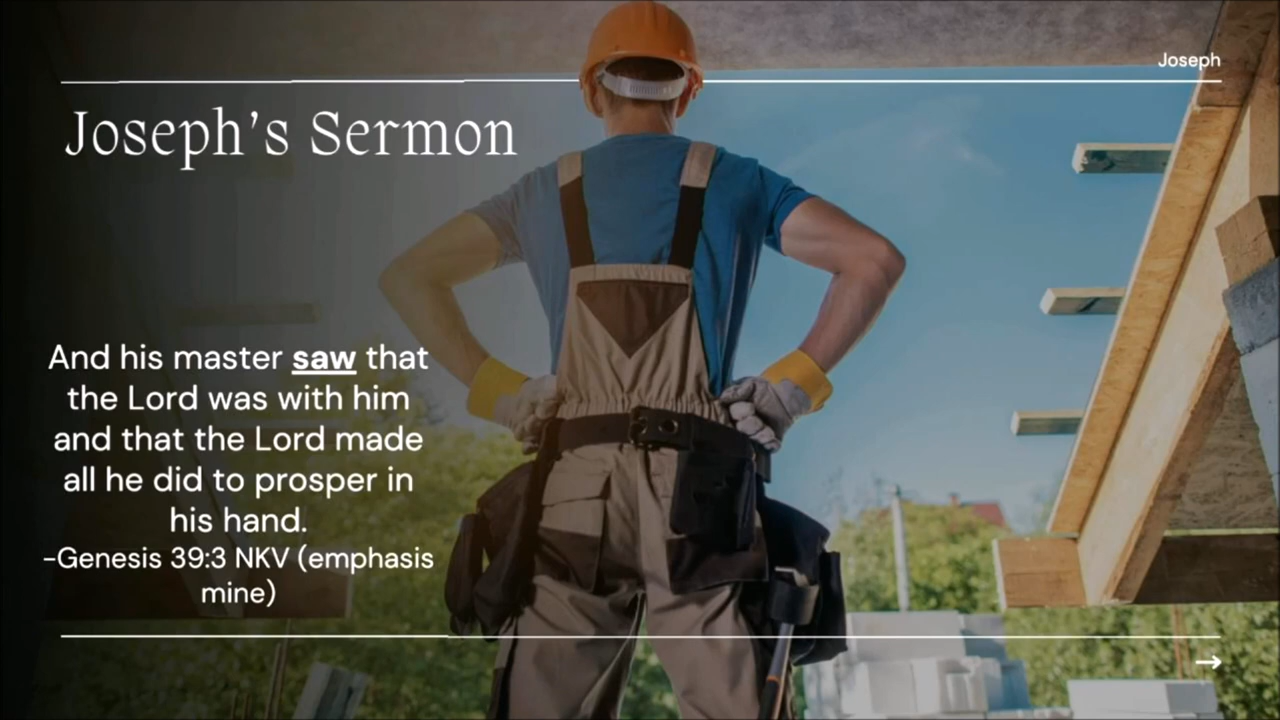 Joseph
Joseph's Sermon
And his master saw that
the Lord was with him
and that the Lord made
all he did to prosper in
his hand.
-Genesis 39:3 NKV (emphasis
mine)